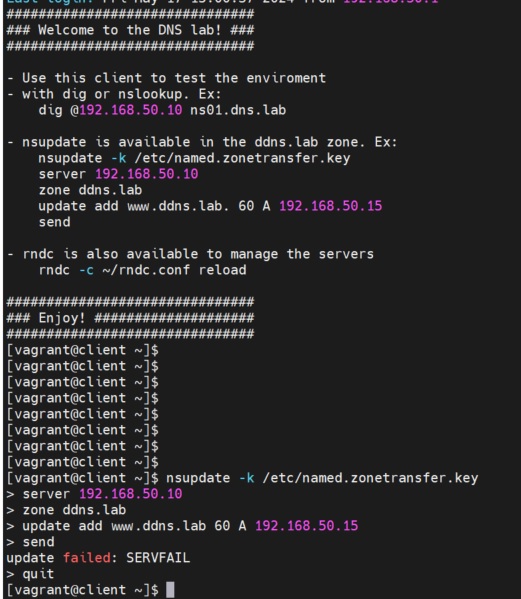 Last login: Fri May 17 13:00:37 2024 from 192.168.50.1
###############################
### Welcome to the DNS lab! ###
###############################
- Use this client to test the enviroment
- with dig or nslookup. Ex:
dig @192.168.50.10 ns01.dns.lab
- nsupdate is available in the ddns.lab zone. Ex:
nsupdate -k /etc/named.zonetransfer.key
server 192.168.50.10
zone ddns.lab
update add www.ddns.lab. 60 A 192.168.50.15
send
- rndc is also available to manage the servers
rndc -c ~/rndc.conf reload
###############################
### Enjoy! ####################
###############################
[vagrant@client ~]$
[vagrant@client ~]$
[vagrant@client ~]$
[vagrant@client ~]$
[vagrant@client ~]$
[vagrant@client ~]$
[vagrant@client ~]$
[vagrant@client ~]$
[vagrant@client ~]$ nsupdate -k /etc/named.zonetransfer.key
> server 192.168.50.10
> zone ddns.lab
> update add www.ddns.lab 60 A 192.168.50.15
> send
update failed: SERVFAIL
> quit
[vagrant@client ~]$